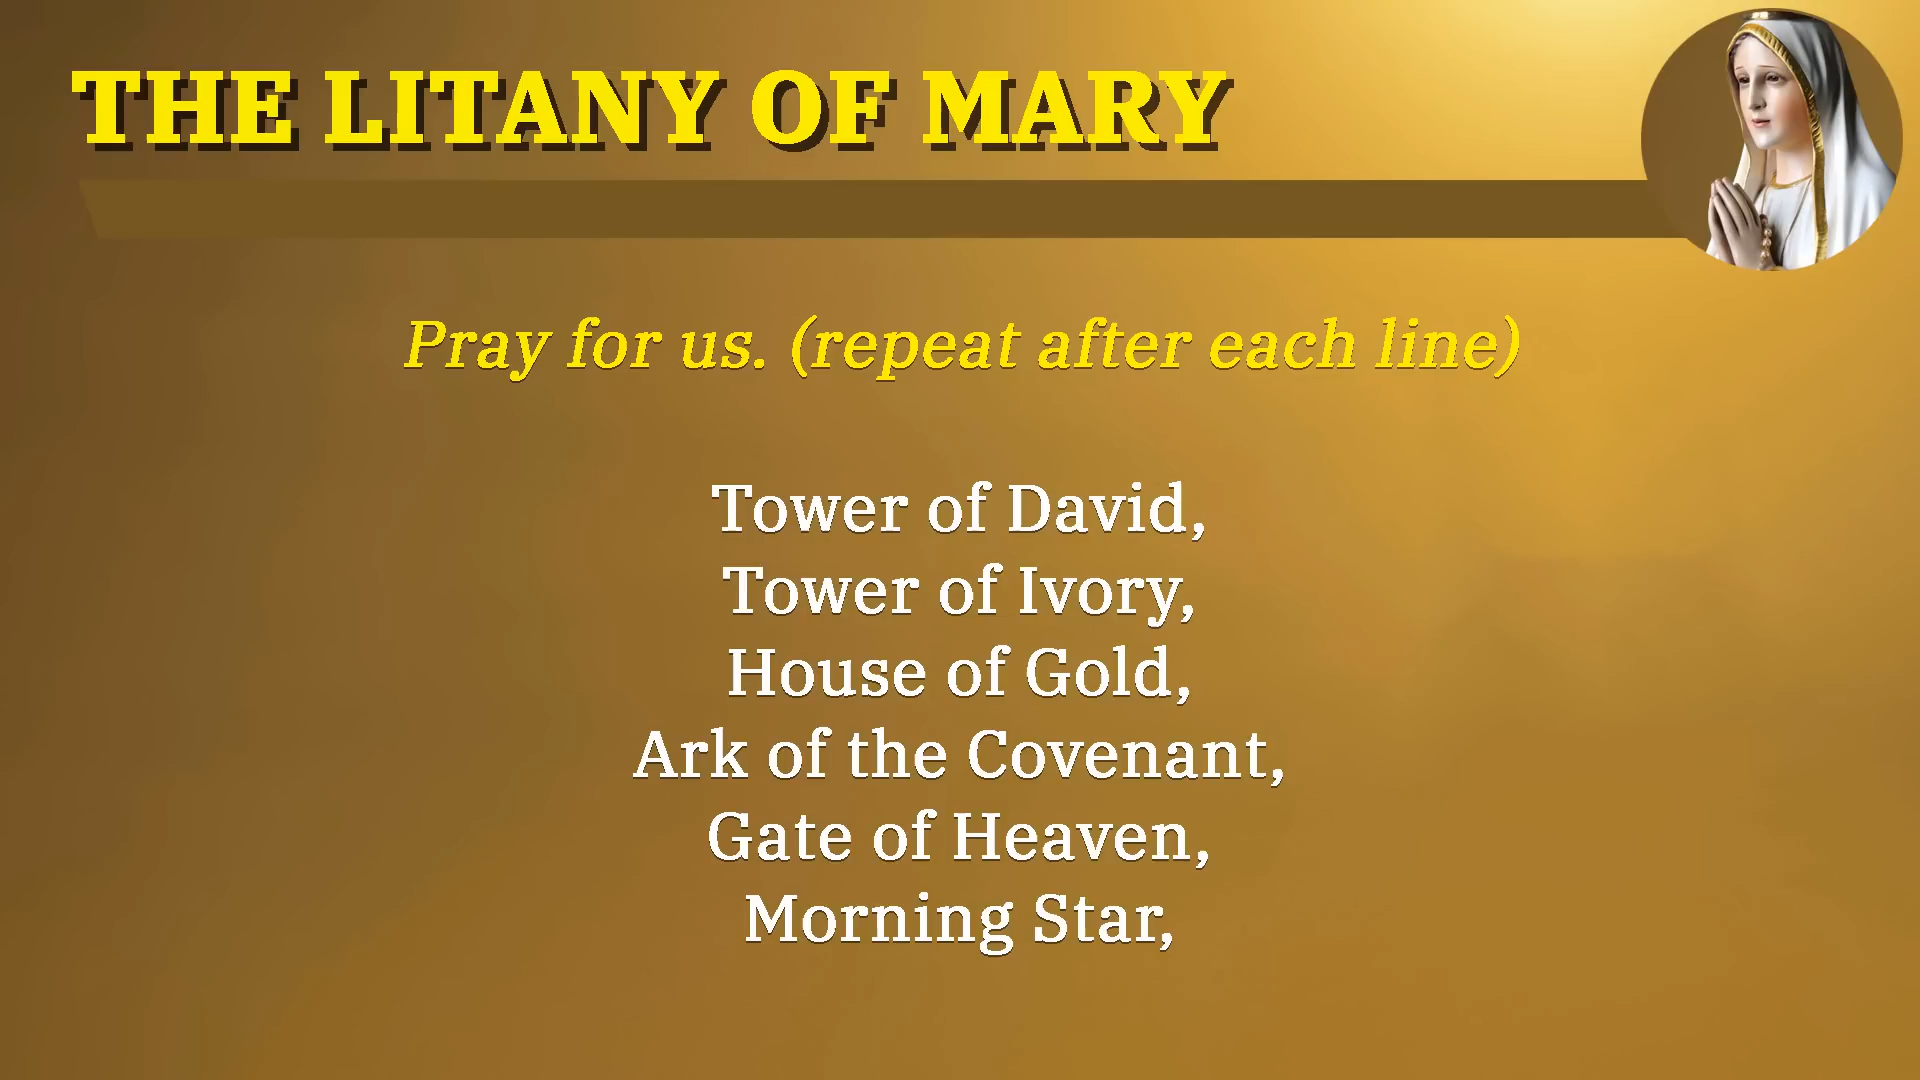 THE LITANY OF MARY
Pray for us. (repeat after each line)
Tower of David,
Tower of Ivory,
House of Gold,
Ark of the Covenant,
Gate of Heaven,
Morning Star,